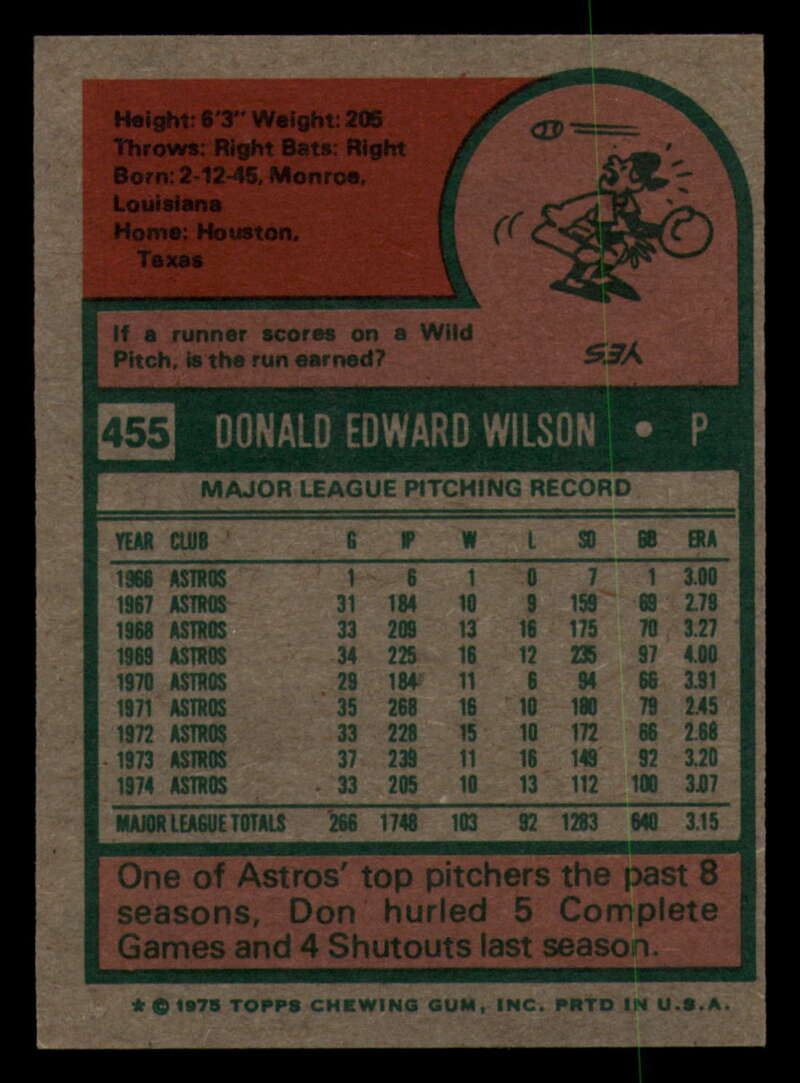 Height: 6'3" Weight: 205
Throws: Right Bats: Right
Born: 2-12-45, Monroe,
Louisiana
Home: Houston,
Texas
If a runner scores on a Wild
Pitch, is the run earned?
YES
455 DONALD EDWARD WILSON • P
MAJOR LEAGUE PITCHING RECORD
YEAR CLUB G IP W L SO BB ERA
1966 ASTROS 1 6 1 0 7 1 3.00
1967 ASTROS 31 184 10 9 159 69 2.79
1968 ASTROS 33 209 13 16 175 70 3.27
1969 ASTROS 34 225 16 12 235 97 4.00
1970 ASTROS 29 184 11 6 94 66 3.91
1971 ASTROS 35 268 16 10 180 79 2.45
1972 ASTROS 33 228 15 10 172 66 2.68
1973 ASTROS 37 239 11 16 149 92 3.20
1974 ASTROS 33 205 10 13 112 100 3.07
MAJOR LEAGUE TOTALS 266 1748 103 92 1283 640 3.15
One of Astros' top pitchers the past 8
seasons, Don hurled 5 Complete
Games and 4 Shutouts last season.
* © 1975 TOPPS CHEWING GUM, INC. PRTD IN U.S.A.